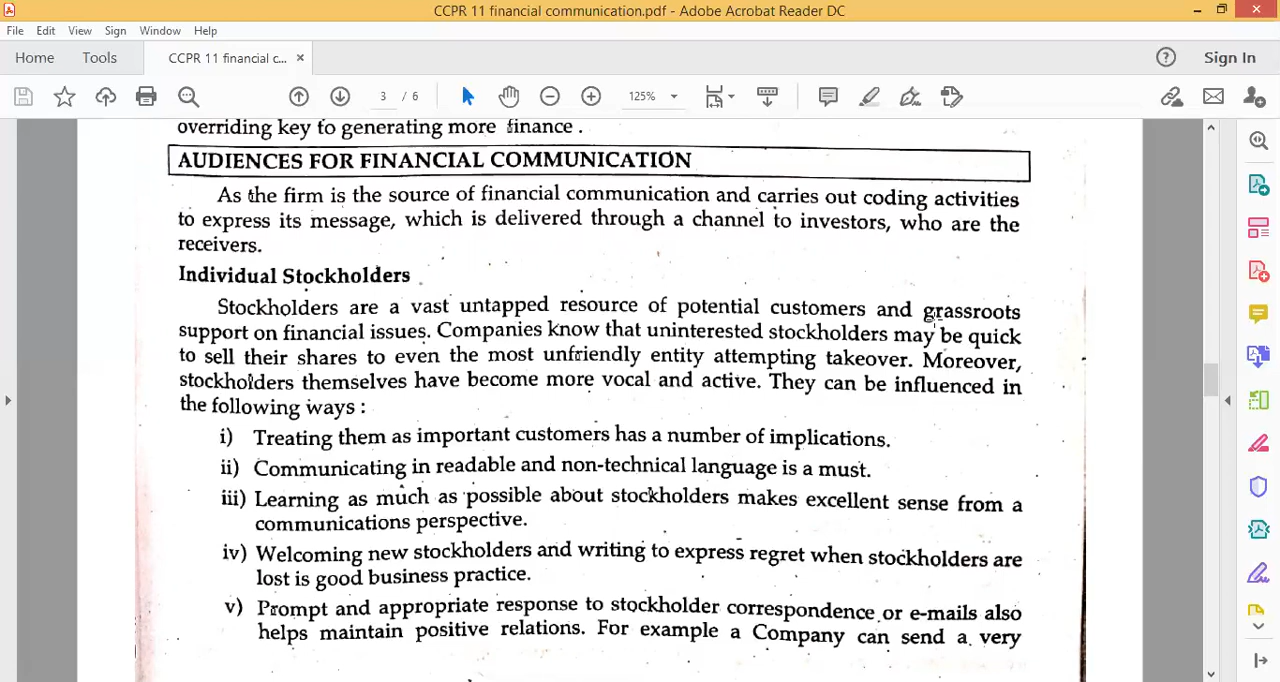 CCPR 11 financial communication.pdf - Adobe Acrobat Reader DC
File Edit View Sign Window Help
Home Tools CCPR 11 financial c... × Sign In
3 / 6 125%
overriding key to generating more finance .
AUDIENCES FOR FINANCIAL COMMUNICATION
As the firm is the source of financial communication and carries out coding activities
to express its message, which is delivered through a channel to investors, who are the
receivers.
Individual Stockholders
Stockholders are a vast untapped resource of potential customers and grassroots
support on financial issues. Companies know that uninterested stockholders may be quick
to sell their shares to even the most unfriendly entity attempting takeover. Moreover,
stockholders themselves have become more vocal and active. They can be influenced in
the following ways :
i) Treating them as important customers has a number of implications.
ii) Communicating in readable and non-technical language is a must.
iii) Learning as much as possible about stockholders makes excellent sense from a
communications perspective.
iv) Welcoming new stockholders and writing to express regret when stockholders are
lost is good business practice.
v) Prompt and appropriate response to stockholder correspondence or e-mails also
helps maintain positive relations. For example a Company can send a very